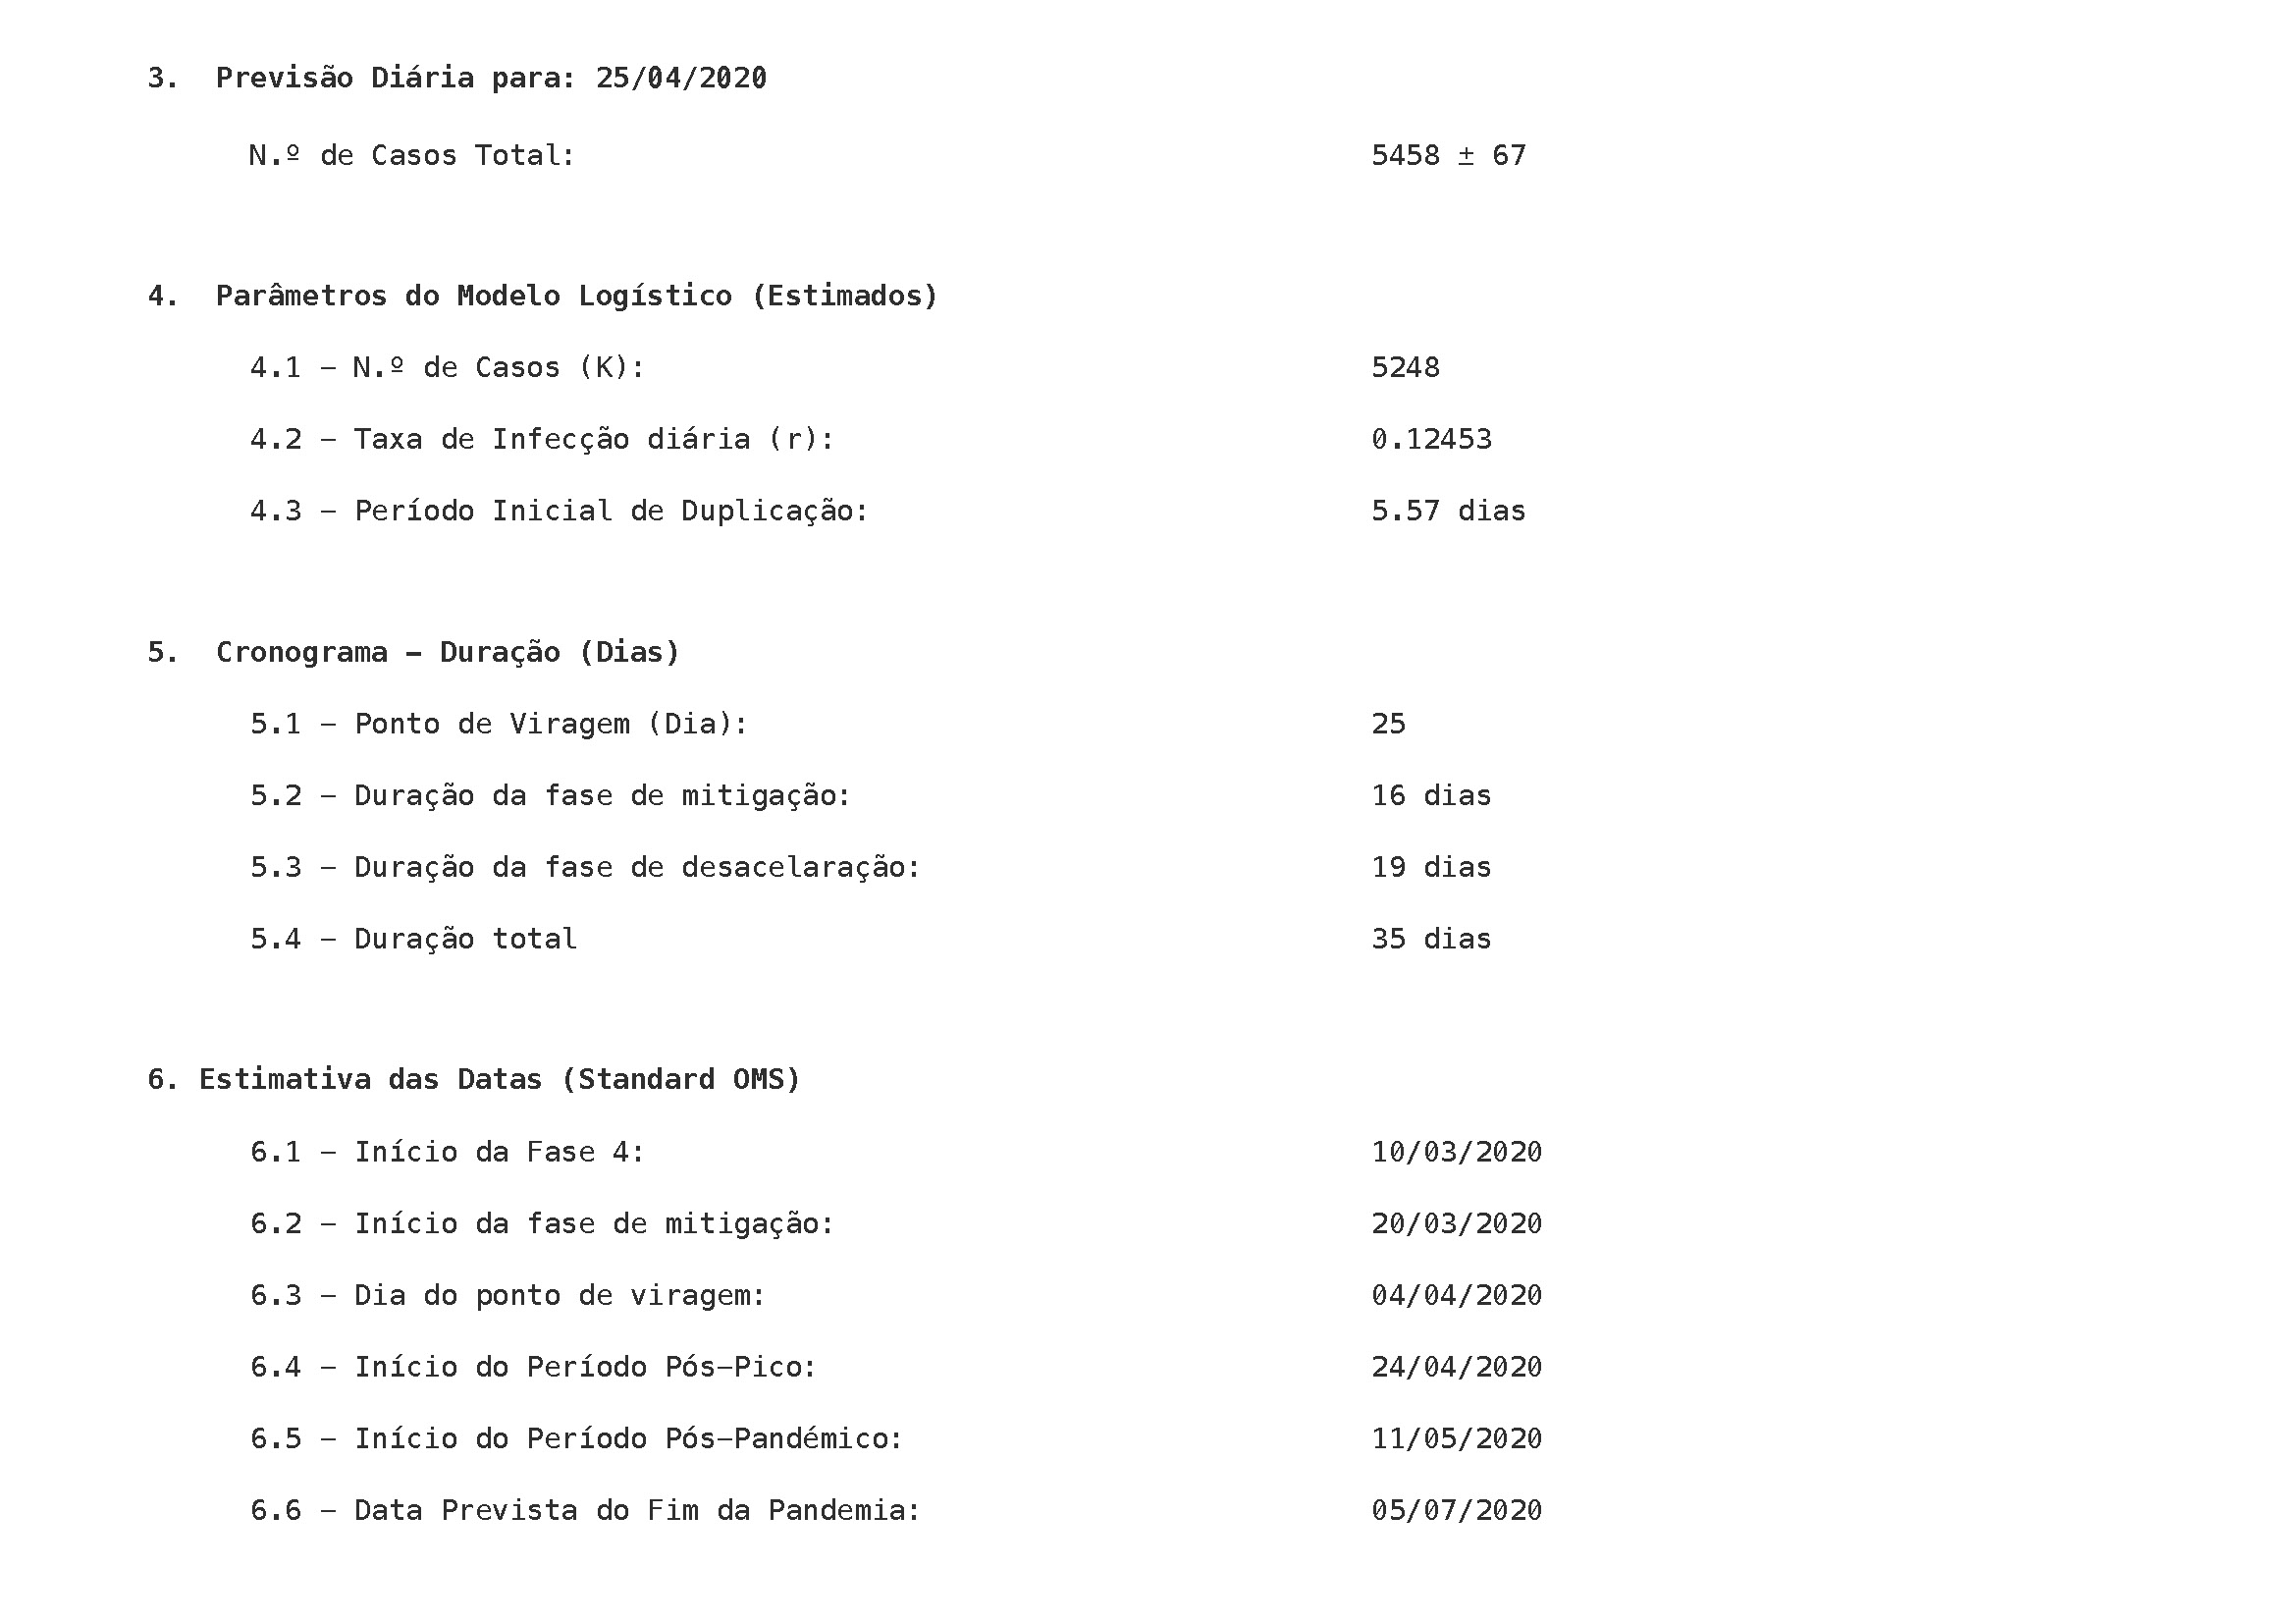 3. Previsão Diária para: 25/04/2020
N.º de Casos Total: 5458 ± 67
4. Parâmetros do Modelo Logístico (Estimados)
4.1 – N.º de Casos (K): 5248
4.2 – Taxa de Infecção diária (r): 0.12453
4.3 – Período Inicial de Duplicação: 5.57 dias
5. Cronograma – Duração (Dias)
5.1 – Ponto de Viragem (Dia): 25
5.2 – Duração da fase de mitigação: 16 dias
5.3 – Duração da fase de desacelaração: 19 dias
5.4 – Duração total 35 dias
6. Estimativa das Datas (Standard OMS)
6.1 – Início da Fase 4: 10/03/2020
6.2 – Início da fase de mitigação: 20/03/2020
6.3 – Dia do ponto de viragem: 04/04/2020
6.4 – Início do Período Pós–Pico: 24/04/2020
6.5 – Início do Período Pós–Pandémico: 11/05/2020
6.6 – Data Prevista do Fim da Pandemia: 05/07/2020